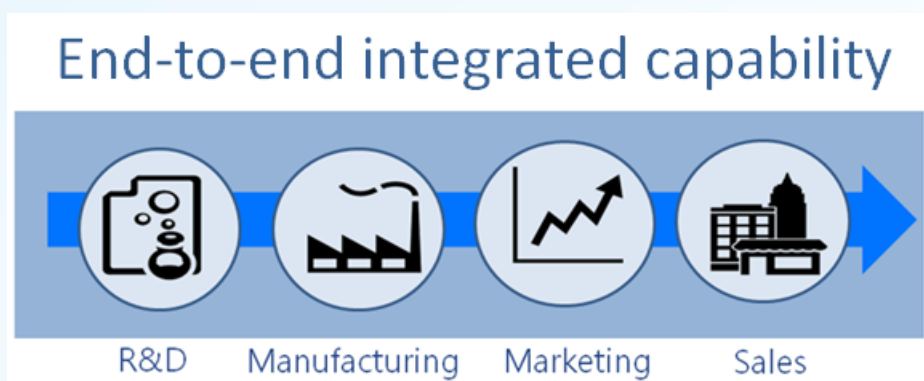 End-to-end integrated capability
R&D Manufacturing Marketing Sales